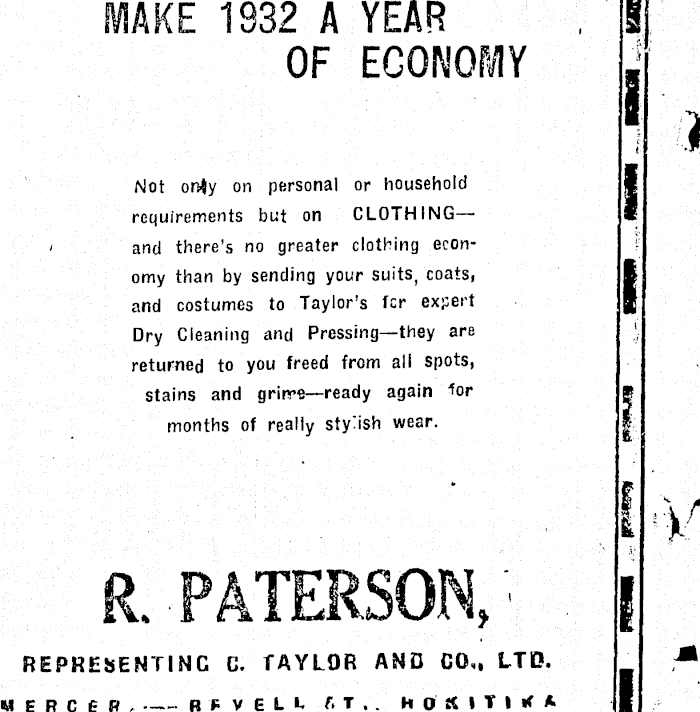 MAKE 1932 A YEAR
OF ECONOMY
Not only on personal or household
requirements but on CLOTHING—
and there's no greater clothing econ-
omy than by sending your suits, coats,
and costumes to Taylor's for expert
Dry Cleaning and Pressing—they are
returned to you freed from all spots,
stains and grime—ready again for
months of really stylish wear.
R. PATERSON,
REPRESENTING C. TAYLOR AND CO., LTD.
MERCER.—REVELL ST., HOKITIKA